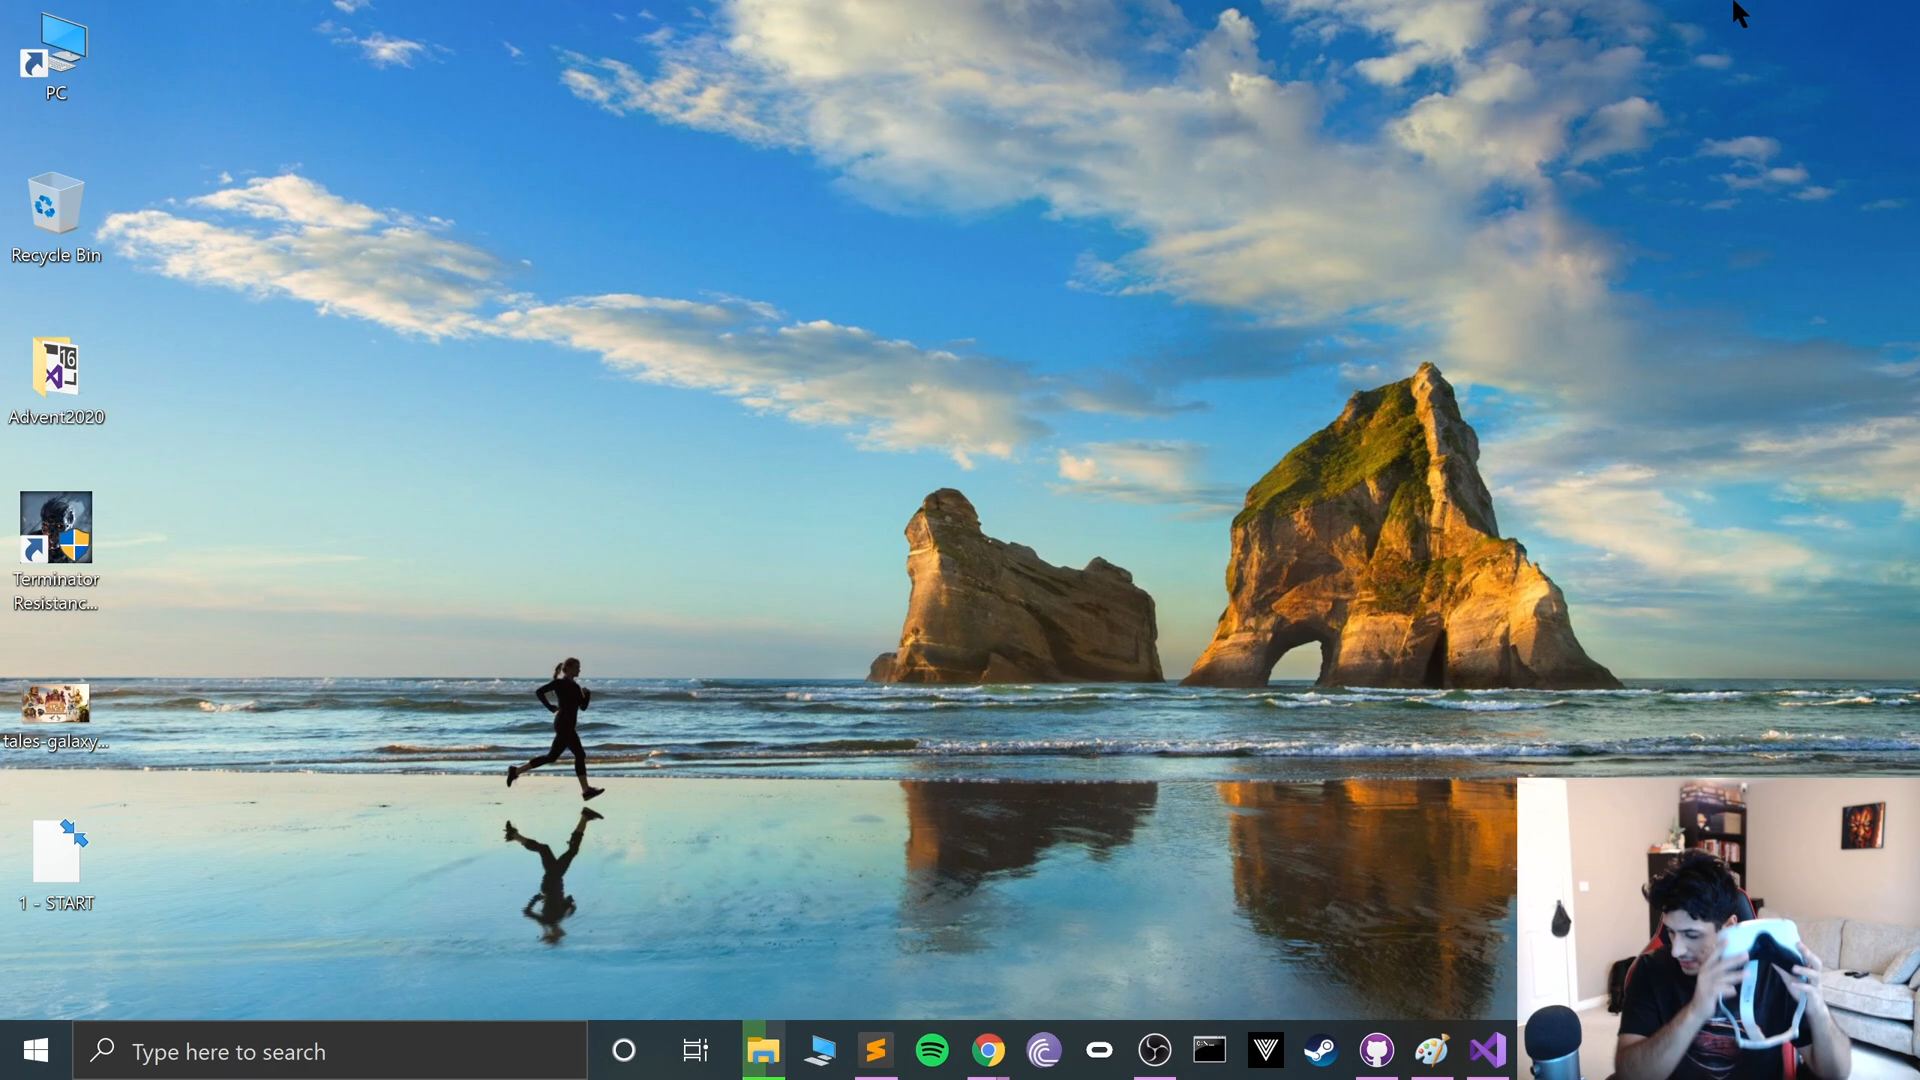 PC
Recycle Bin
16
Advent2020
Terminator
Resistanc...
tales-galaxy...
1 - START
Type here to search